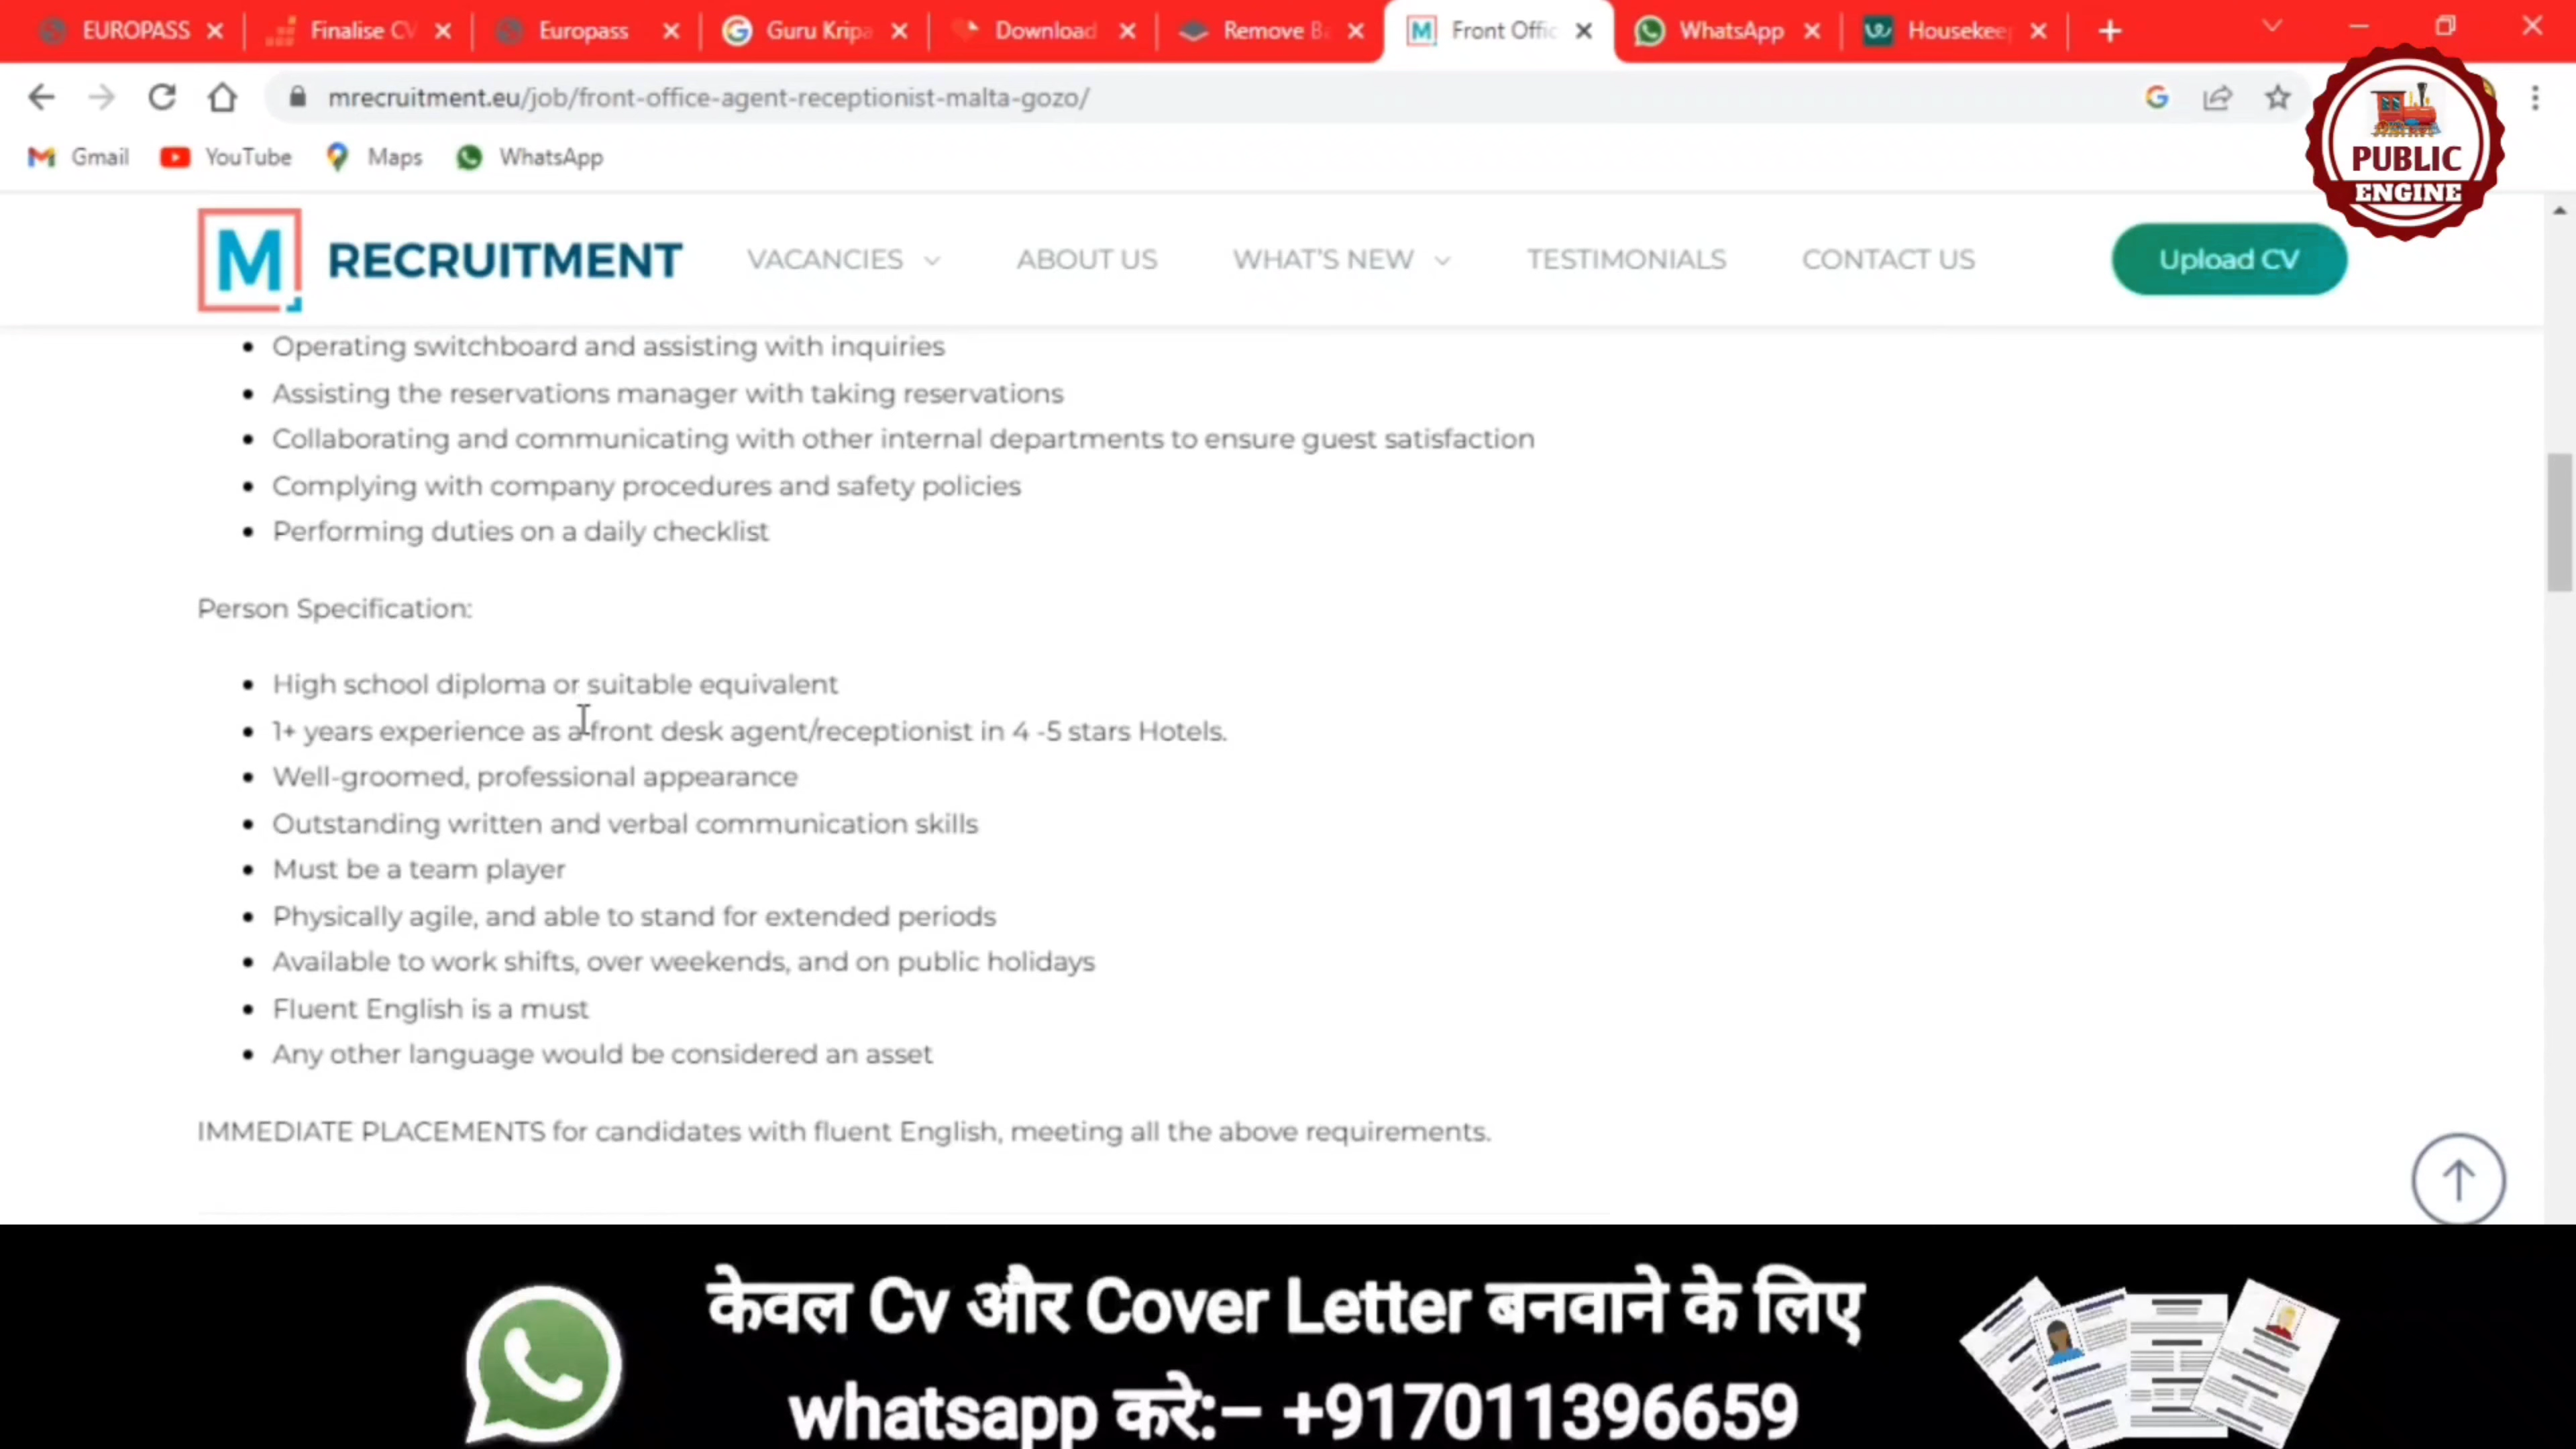 EUROPASS
Finalise CV
Europass
Guru Kripa
Download
Remove Ba
Front Offic
WhatsApp
Housekeep
mrecruitment.eu/job/front-office-agent-receptionist-malta-gozo/
Gmail
YouTube
Maps
WhatsApp
PUBLIC
ENGINE
M RECRUITMENT
VACANCIES
ABOUT US
WHAT'S NEW
TESTIMONIALS
CONTACT US
Upload CV
• Operating switchboard and assisting with inquiries
• Assisting the reservations manager with taking reservations
• Collaborating and communicating with other internal departments to ensure guest satisfaction
• Complying with company procedures and safety policies
• Performing duties on a daily checklist
Person Specification:
• High school diploma or suitable equivalent
• 1+ years experience as a front desk agent/receptionist in 4 -5 stars Hotels.
• Well-groomed, professional appearance
• Outstanding written and verbal communication skills
• Must be a team player
• Physically agile, and able to stand for extended periods
• Available to work shifts, over weekends, and on public holidays
• Fluent English is a must
• Any other language would be considered an asset
IMMEDIATE PLACEMENTS for candidates with fluent English, meeting all the above requirements.
केवल Cv और Cover Letter बनवाने के लिए
whatsapp करे:– +917011396659